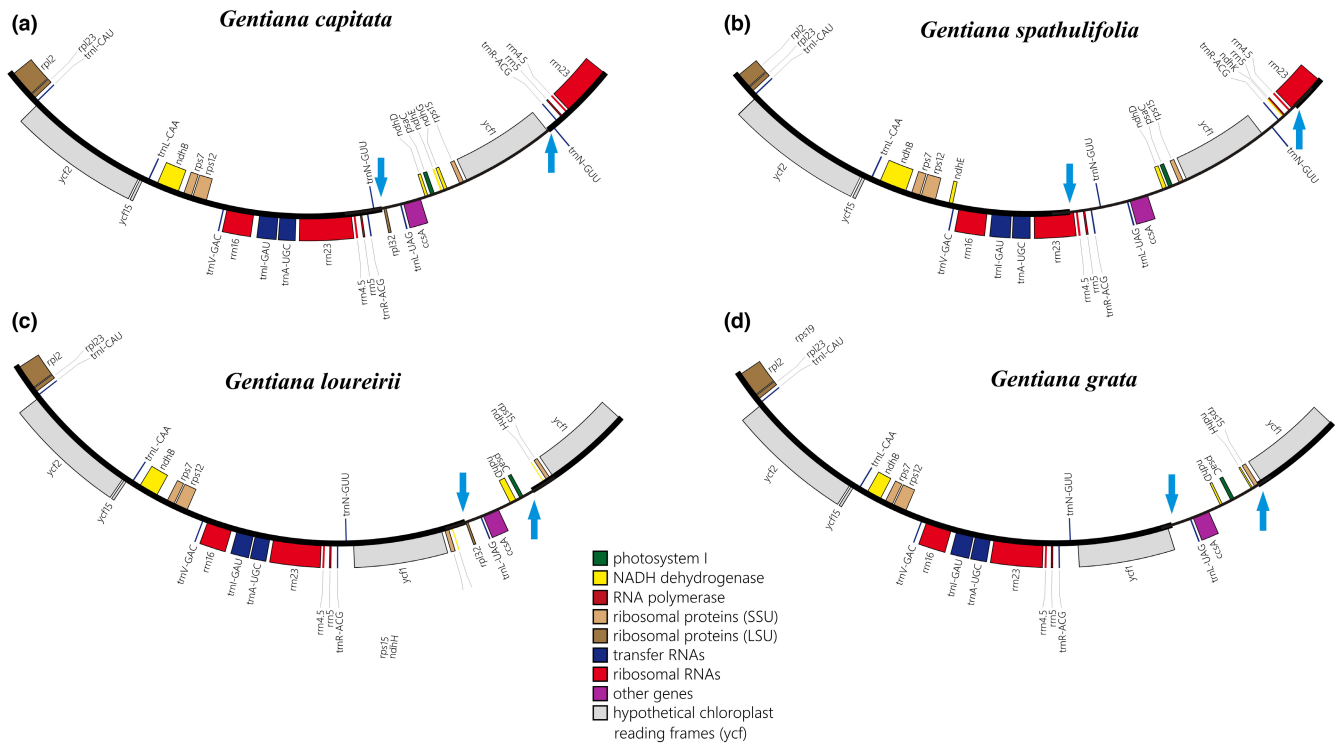 (a)
Gentiana capitata
rpl2
rpl23
trnI-CAU
ycf2
ycf15
trnL-CAA
ndhB
rps7
rps12
trnV-GAC
rrn16
trnI-GAU
trnA-UGC
rrn23
rrn4.5
rrn5
trnR-ACG
trnN-GUU
rpl32
trnL-UAG
ccsA
ndhD
psaC
ndhE
ndhG
rps15
ycf1
trnN-GUU
trnR-ACG
rrn5
rrn4.5
rrn23
(b)
Gentiana spathulifolia
rpl2
rpl23
trnI-CAU
ycf2
ycf15
trnL-CAA
ndhB
rps7
rps12
ndhE
trnV-GAC
rrn16
trnI-GAU
trnA-UGC
rrn23
rrn4.5
rrn5
trnR-ACG
trnN-GUU
trnL-UAG
ccsA
ndhD
psaC
rps15
ycf1
trnN-GUU
trnR-ACG
ndhK
rrn5
rrn4.5
rrn23
(c)
Gentiana loureirii
rpl2
rpl23
trnI-CAU
ycf2
ycf15
trnL-CAA
ndhB
rps7
rps12
trnV-GAC
rrn16
trnI-GAU
trnA-UGC
rrn23
rrn4.5
rrn5
trnR-ACG
trnN-GUU
ycf1
rps15
ndhH
rpl32
trnL-UAG
ccsA
ndhD
psaC
ndhH
rps15
ycf1
(d)
Gentiana grata
rpl2
rps19
rpl23
trnI-CAU
ycf2
ycf15
trnL-CAA
ndhB
rps7
rps12
trnV-GAC
rrn16
trnI-GAU
trnA-UGC
rrn23
rrn4.5
rrn5
trnR-ACG
trnN-GUU
ycf1
trnL-UAG
ccsA
ndhD
psaC
ndhH
rps15
ycf1
photosystem I
NADH dehydrogenase
RNA polymerase
ribosomal proteins (SSU)
ribosomal proteins (LSU)
transfer RNAs
ribosomal RNAs
other genes
hypothetical chloroplast
reading frames (ycf)